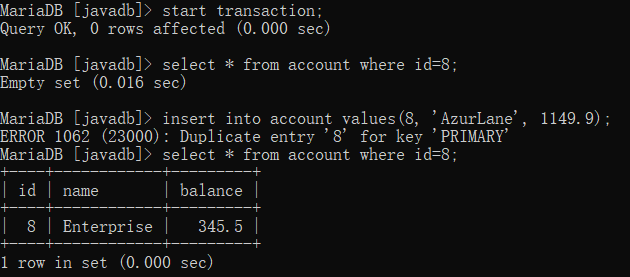 MariaDB [javadb]> start transaction;
Query OK, 0 rows affected (0.000 sec)
MariaDB [javadb]> select * from account where id=8;
Empty set (0.016 sec)
MariaDB [javadb]> insert into account values(8, 'AzurLane', 1149.9);
ERROR 1062 (23000): Duplicate entry '8' for key 'PRIMARY'
MariaDB [javadb]> select * from account where id=8;
+----+------------+---------+
| id | name       | balance |
+----+------------+---------+
|  8 | Enterprise |   345.5 |
+----+------------+---------+
1 row in set (0.000 sec)